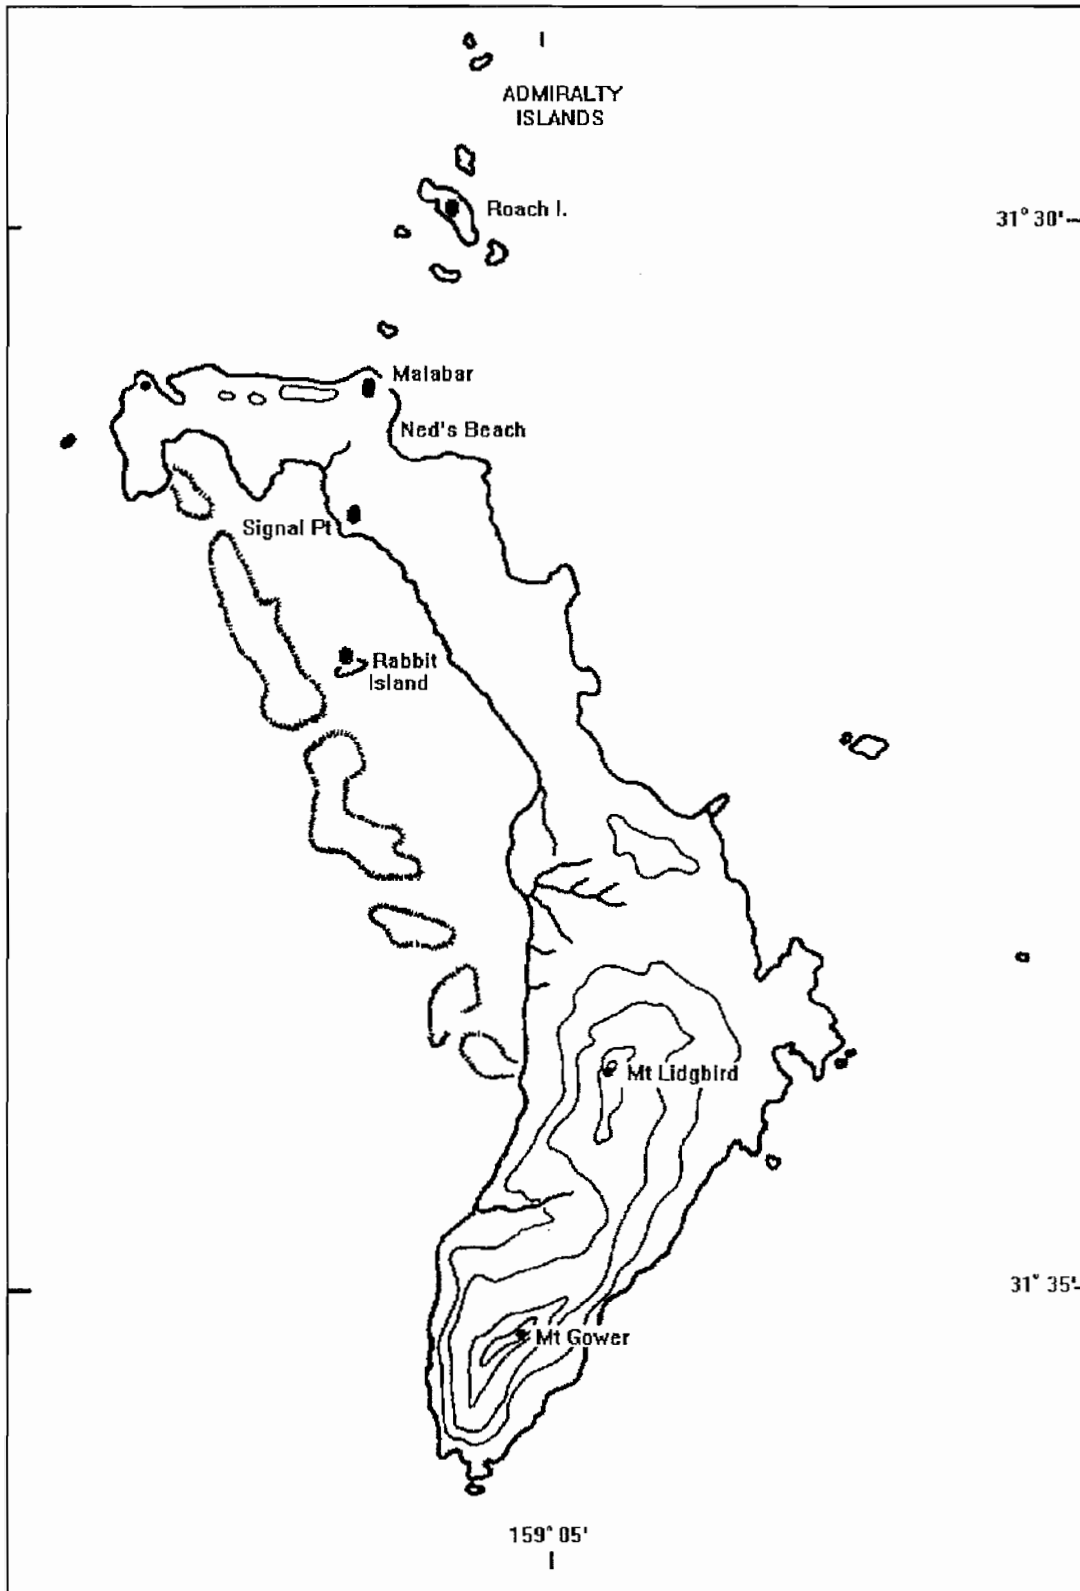 ADMIRALTY
ISLANDS
Roach I.
31° 30'
Malabar
Ned's Beach
Signal Pt
Rabbit
Island
Mt Lidgbird
31° 35'
Mt Gower
159° 05'